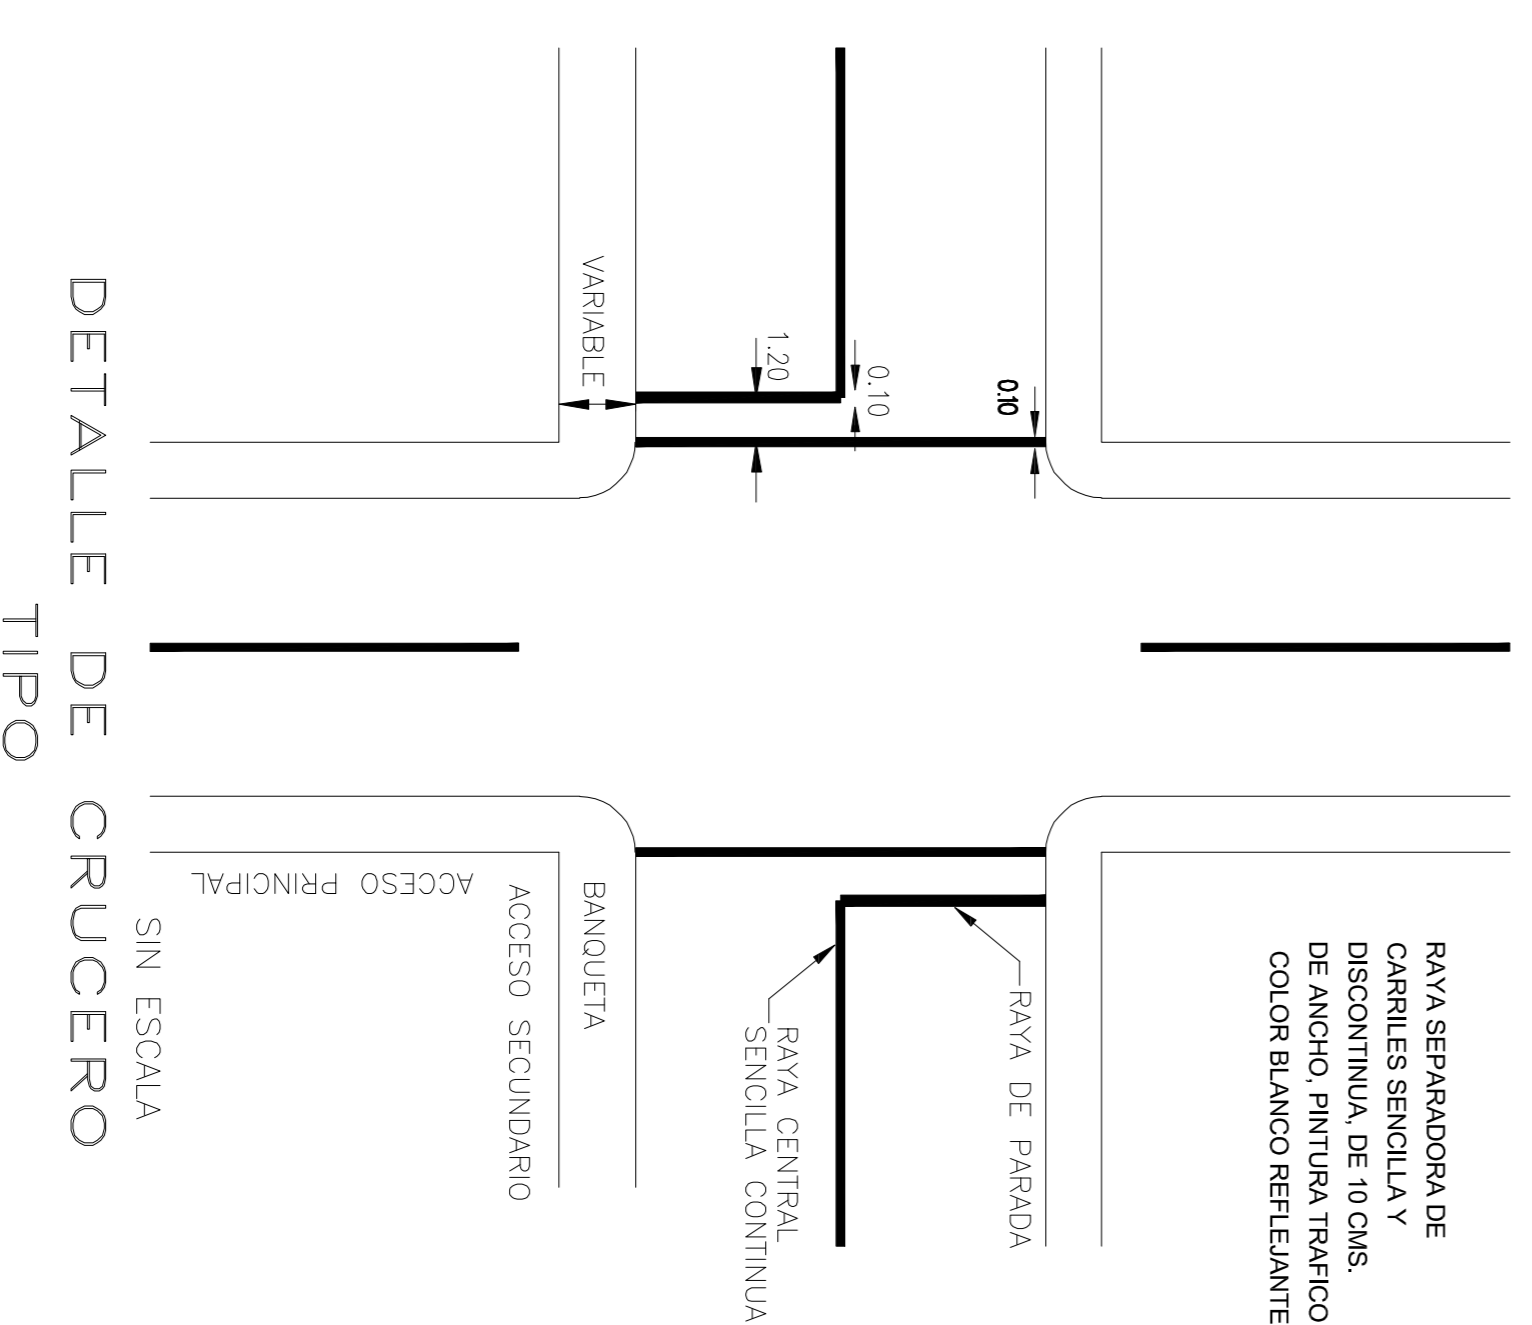 RAYA SEPARADORA DE
CARRILES SENCILLA Y
DISCONTINUA, DE 10 CMS.
DE ANCHO, PINTURA TRAFICO
COLOR BLANCO REFLEJANTE
0.10
RAYA DE PARADA
0.10
1.20
RAYA CENTRAL
SENCILLA CONTINUA
VARIABLE
BANQUETA
ACCESO SECUNDARIO
ACCESO PRINCIPAL
SIN ESCALA
DETALLE DE CRUCERO
TIPO